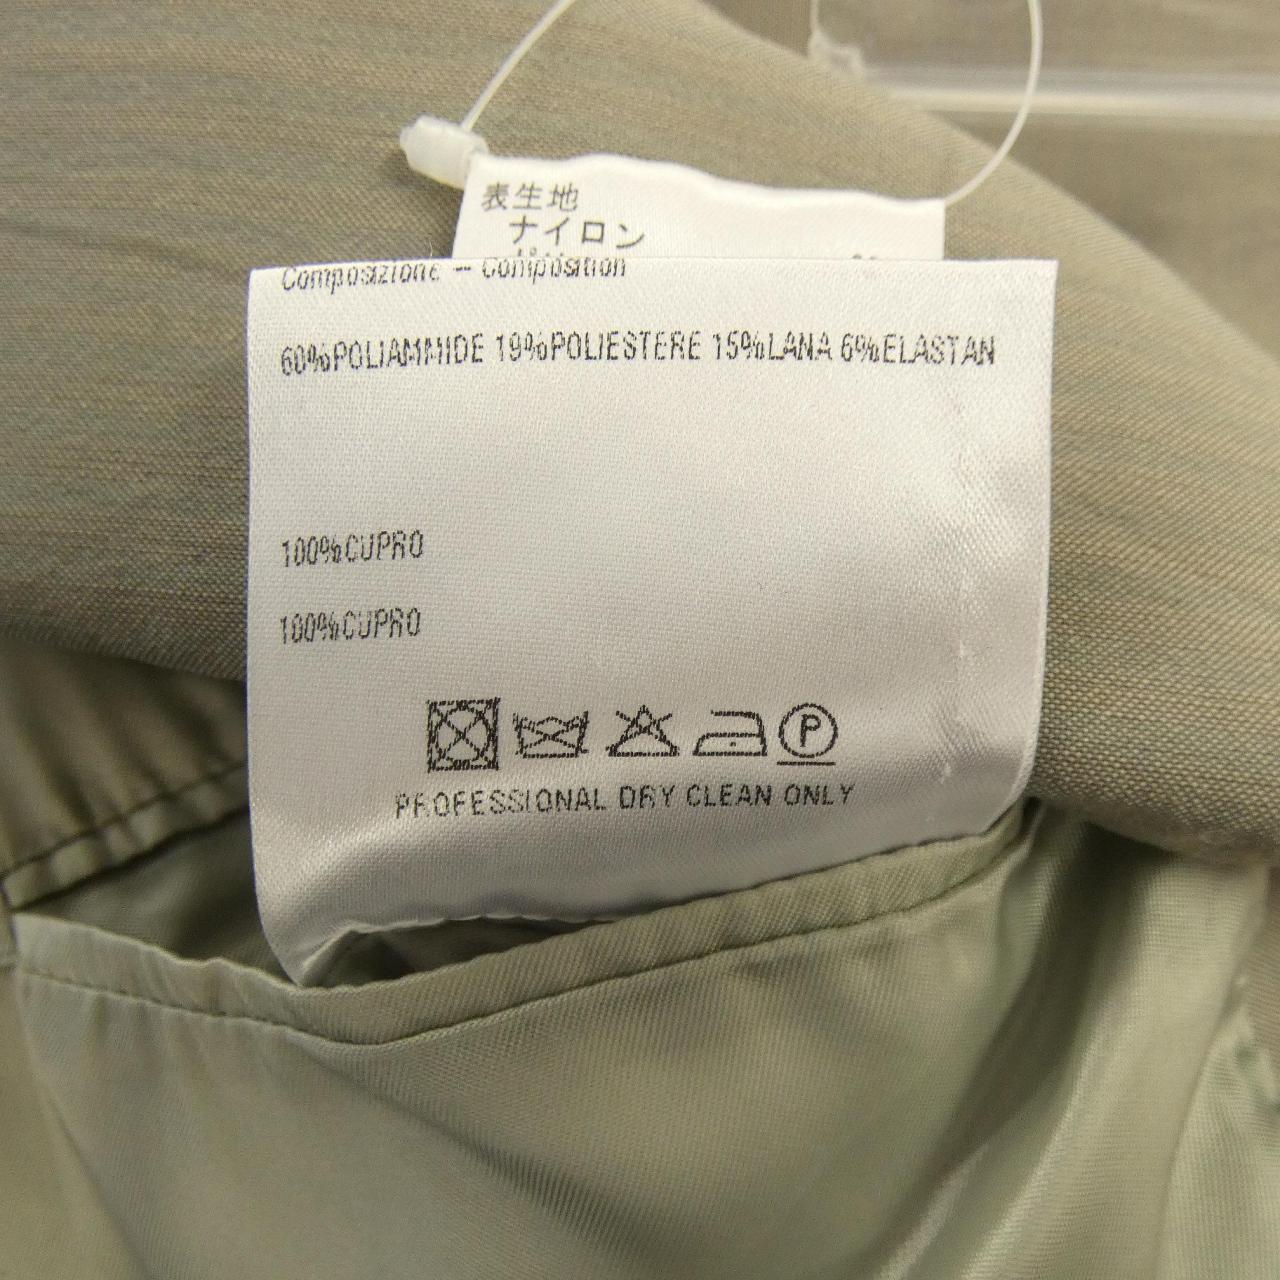 表生地
ナイロン
Composizione -- Composition
60%POLIAMMIDE 19%POLIESTERE 15%LANA 6%ELASTAN
100%CUPRO
100%CUPRO
P
PROFESSIONAL DRY CLEAN ONLY